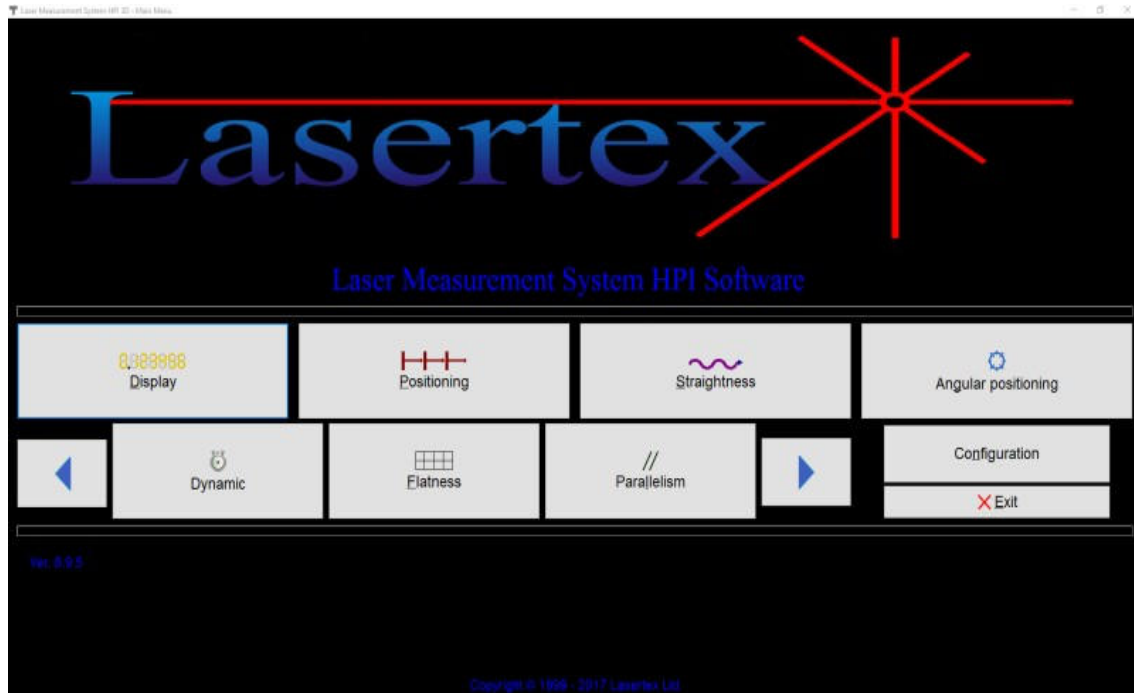 Laser Measurement System HPI 3D - Main Menu
Lasertex
Laser Measurement System HPI Software
Display
Positioning
Straightness
Angular positioning
Dynamic
Flatness
Parallelism
Configuration
Exit
Ver. 8.9.5
Copyright © 1996 - 2017 Lasertex Ltd.